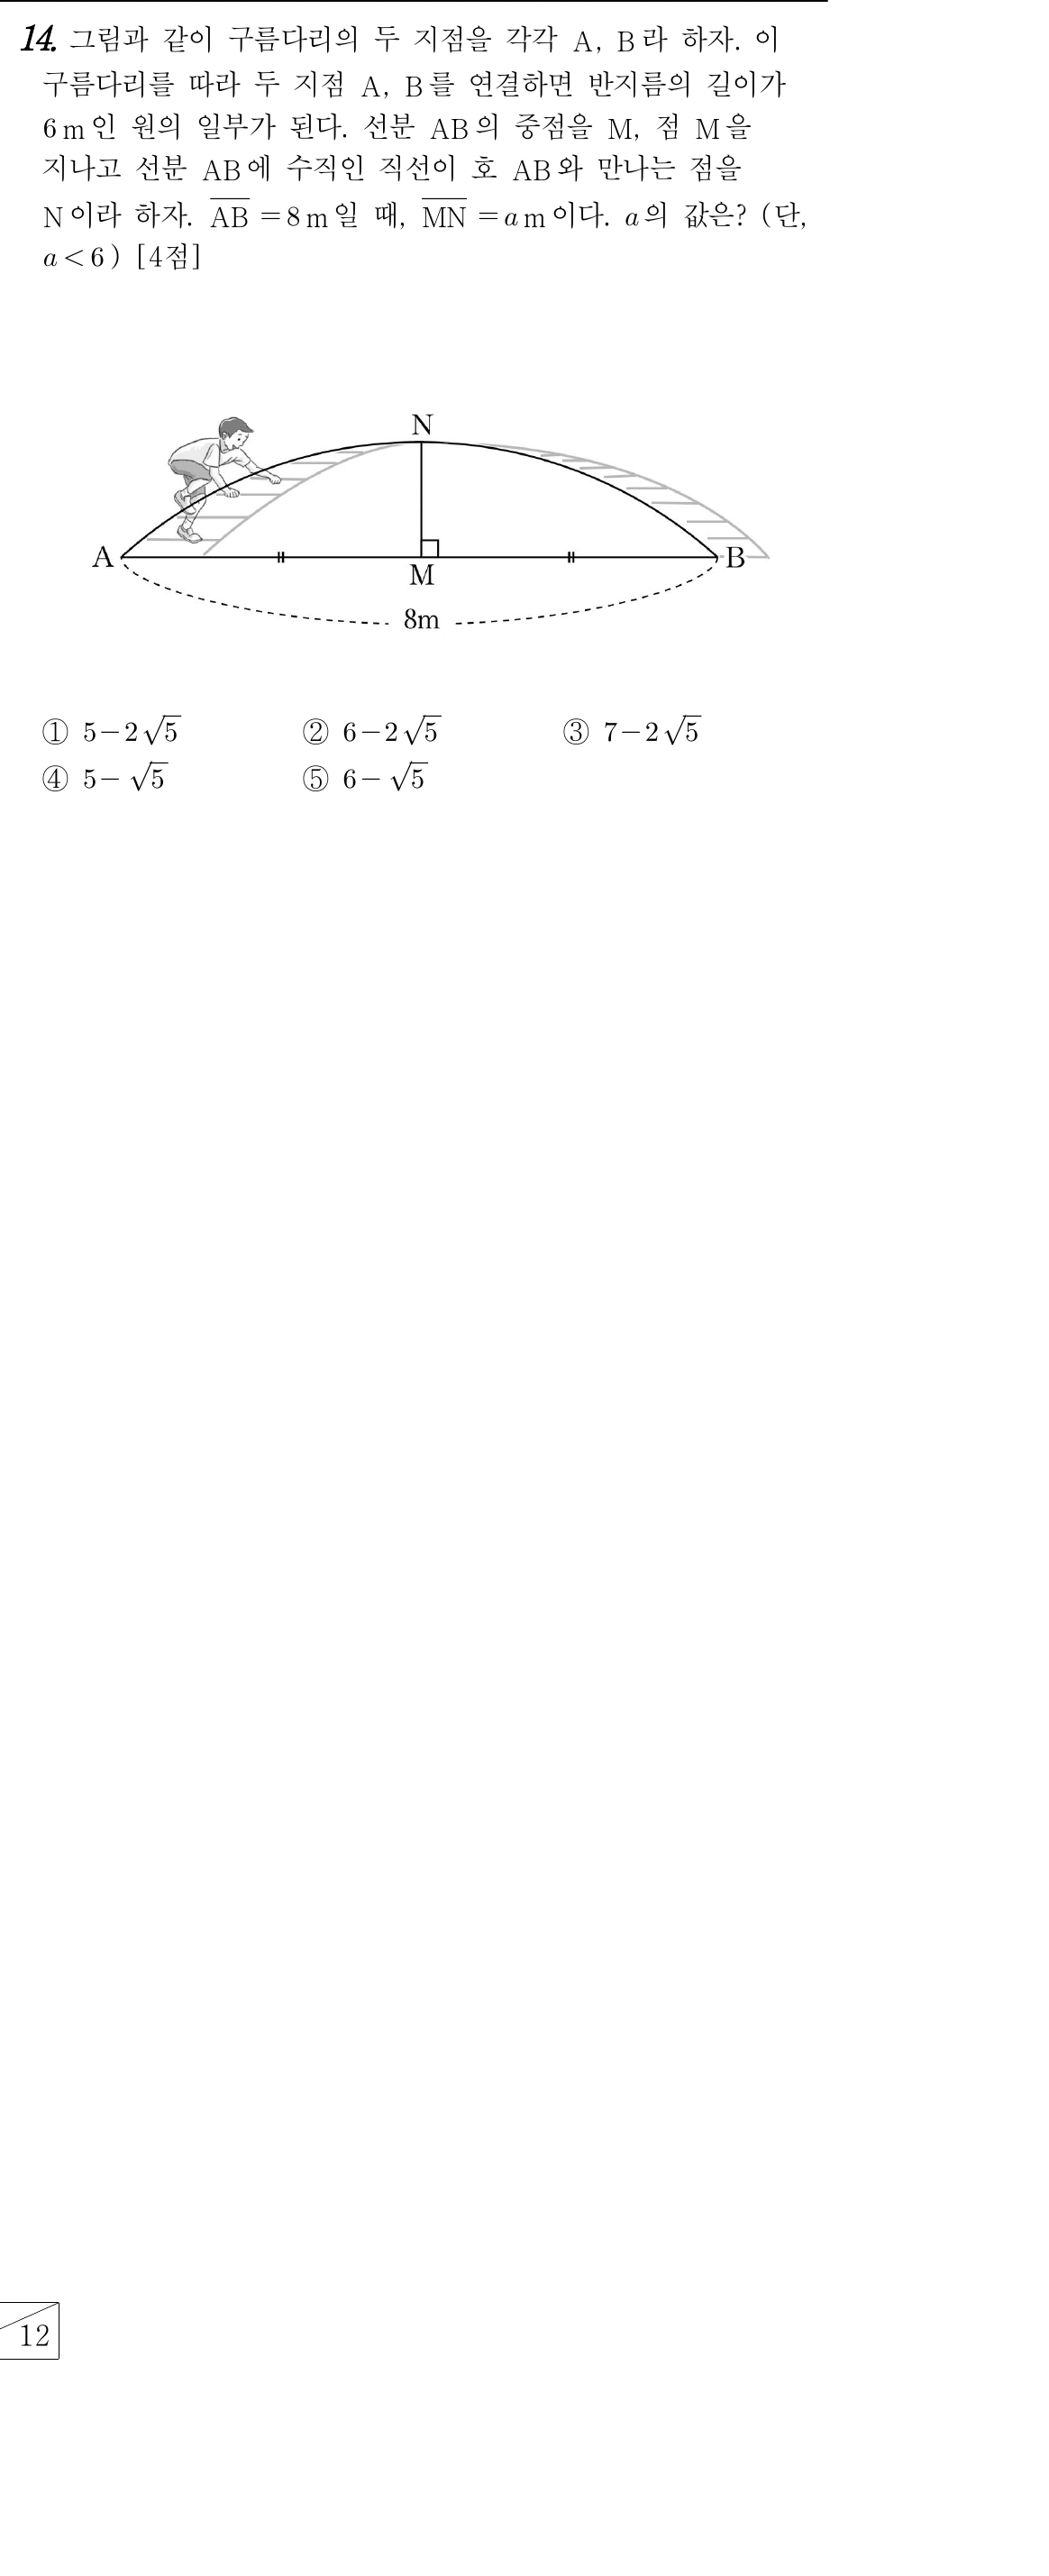 14. 그림과 같이 구름다리의 두 지점을 각각 A, B라 하자. 이
구름다리를 따라 두 지점 A, B를 연결하면 반지름의 길이가
6m인 원의 일부가 된다. 선분 AB의 중점을 M, 점 M을
지나고 선분 AB에 수직인 직선이 호 AB와 만나는 점을
N이라 하자. \overline{AB}=8m일 때, \overline{MN}=a m이다. a의 값은? (단,
a<6) [4점]
N
A
B
M
8m
① 5-2√5 ② 6-2√5 ③ 7-2√5
④ 5-√5 ⑤ 6-√5
12